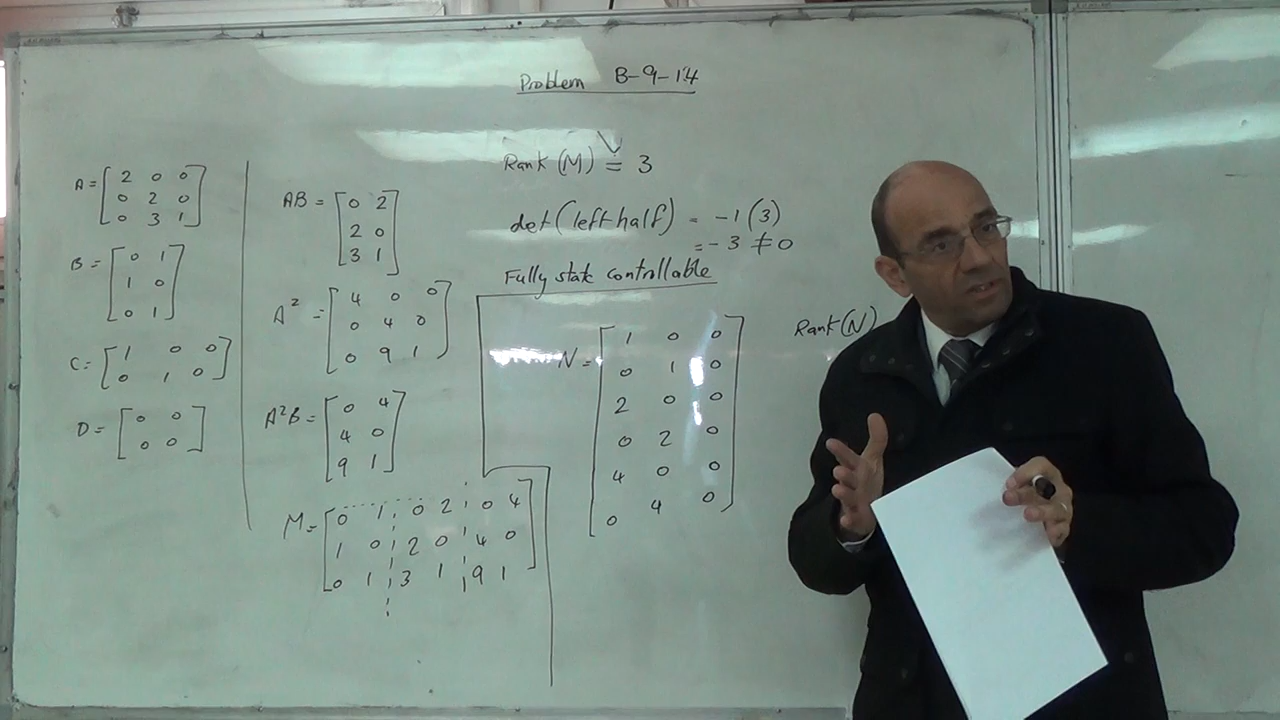 Problem B-9-14
A = [2 0 0
0 2 0
0 3 1]
B = [0 1
1 0
0 1]
C = [1 0 0
0 1 0]
D = [0 0
0 0]
AB = [0 2
2 0
3 1]
A² = [4 0 0
0 4 0
0 9 1]
A²B = [0 4
4 0
9 1]
M = [0 1 0 2 0 4
1 0 2 0 4 0
0 1 3 1 9 1]
Rank (M) = 3
det (left half) = -1 (3)
= -3 ≠ 0
Fully state controllable
N = [1 0 0
0 1 0
2 0 0
0 2 0
4 0 0
0 4 0]
Rank (N)